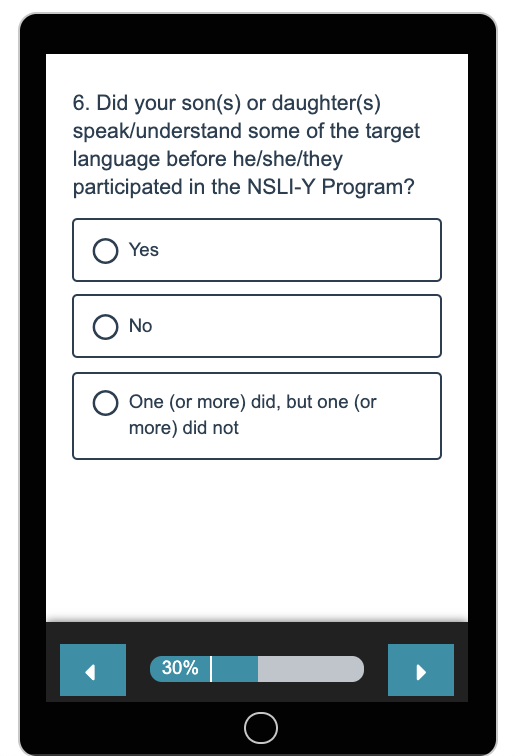 6. Did your son(s) or daughter(s)
speak/understand some of the target
language before he/she/they
participated in the NSLI-Y Program?
Yes
No
One (or more) did, but one (or
more) did not
30%